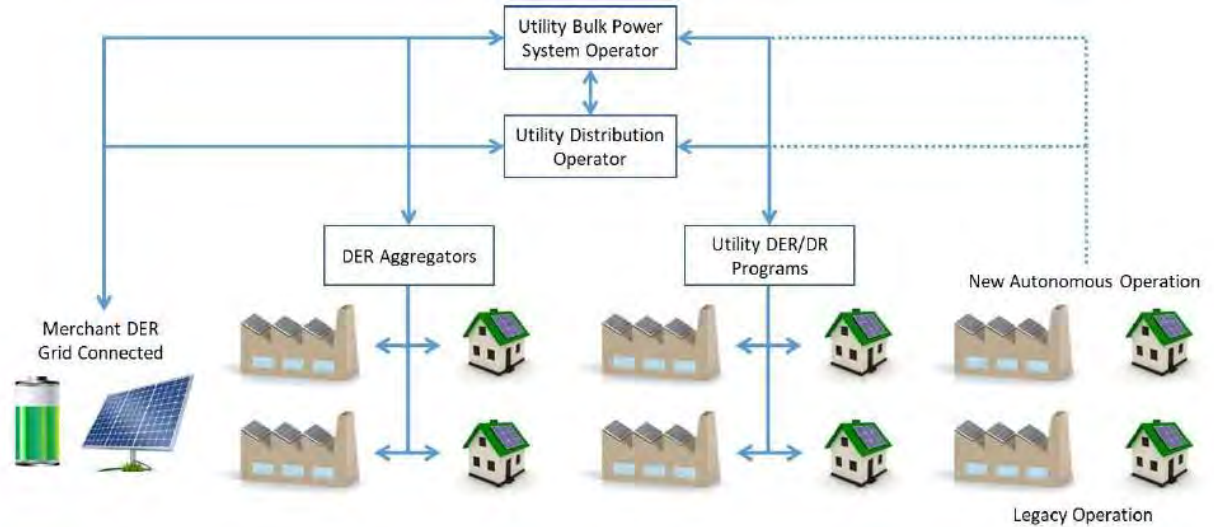 Utility Bulk Power
System Operator
Utility Distribution
Operator
DER Aggregators
Utility DER/DR
Programs
New Autonomous Operation
Merchant DER
Grid Connected
Legacy Operation